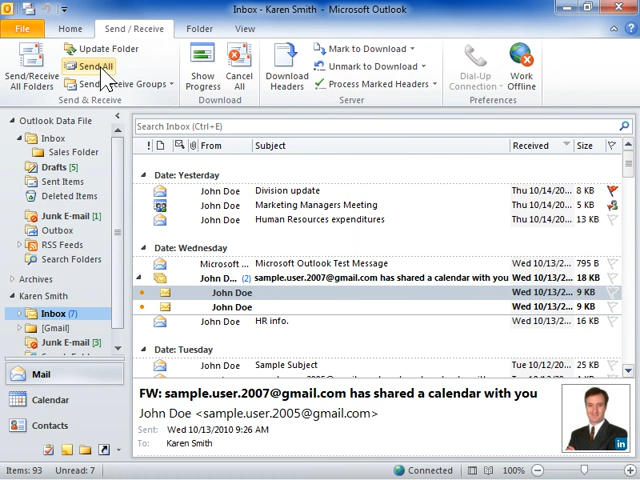 Inbox - Karen Smith - Microsoft Outlook
File Home Send / Receive Folder View
Send/Receive All Folders
Update Folder
Send All
Send/Receive Groups
Send & Receive
Show Progress
Cancel All
Download
Download Headers
Mark to Download
Unmark to Download
Process Marked Headers
Server
Dial-Up Connection
Work Offline
Preferences
Outlook Data File
Inbox
Sales Folder
Drafts [5]
Sent Items
Deleted Items
Junk E-mail [1]
Outbox
RSS Feeds
Search Folders
Archives
Karen Smith
Inbox (7)
[Gmail]
Junk E-mail [3]
Mail
Calendar
Contacts
Search Inbox (Ctrl+E)
! From Subject Received Size
Date: Yesterday
John Doe Division update Thu 10/14/20... 8 KB
John Doe Marketing Managers Meeting Thu 10/14/20... 5 KB
John Doe Human Resources expenditures Thu 10/14/20... 13 KB
Date: Wednesday
Microsoft ... Microsoft Outlook Test Message Wed 10/13/2... 795 B
John D... (2) sample.user.2007@gmail.com has shared a calendar with you Wed 10/13/2... 18 KB
John Doe Wed 10/13/2... 9 KB
John Doe Wed 10/13/2... 9 KB
John Doe HR info. Wed 10/13/2... 16 KB
Date: Tuesday
John Doe Sample Subject Tue 10/12/20... 25 KB
FW: sample.user.2007@gmail.com has shared a calendar with you
John Doe <sample.user.2005@gmail.com>
Sent: Wed 10/13/2010 9:26 AM
To: Karen Smith
in
Items: 93 Unread: 7 Connected 100%